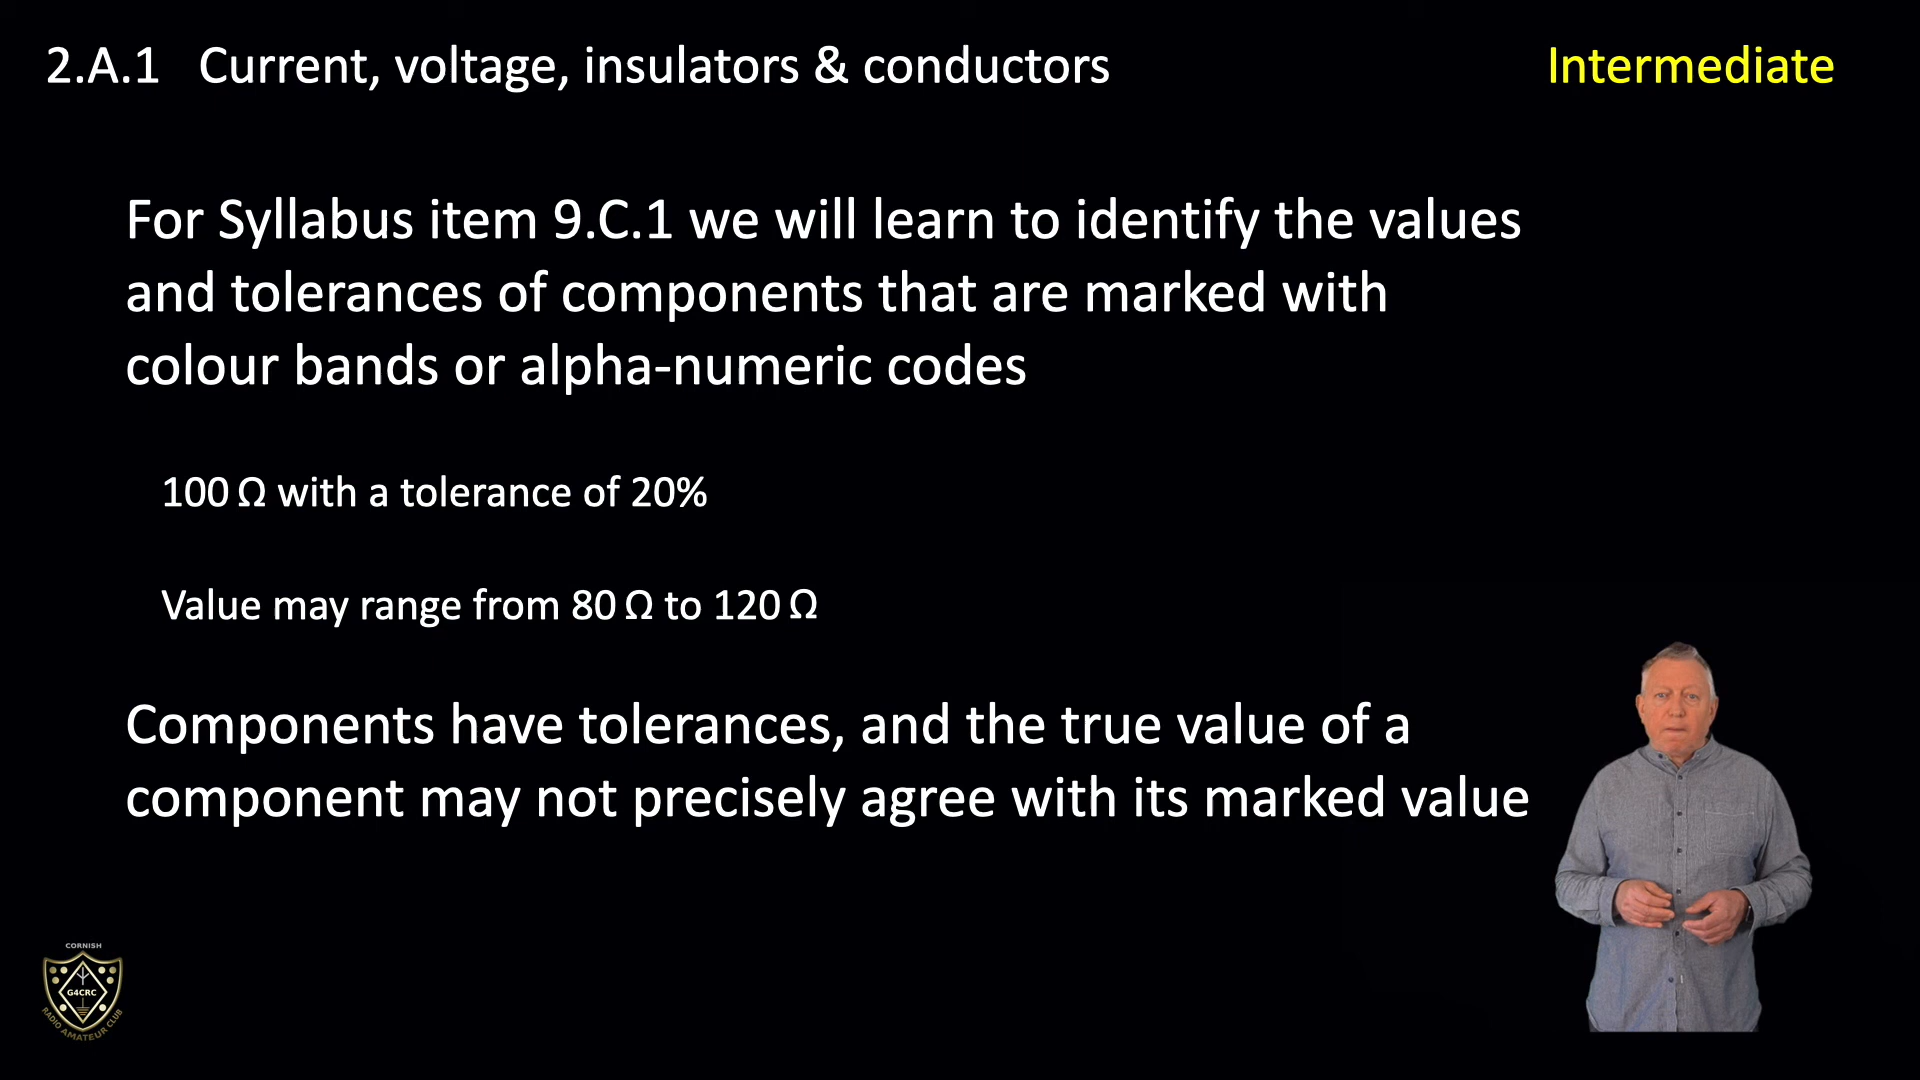 2.A.1 Current, voltage, insulators & conductors
Intermediate
For Syllabus item 9.C.1 we will learn to identify the values
and tolerances of components that are marked with
colour bands or alpha-numeric codes
100 Ω with a tolerance of 20%
Value may range from 80 Ω to 120 Ω
Components have tolerances, and the true value of a
component may not precisely agree with its marked value
CORNISH
G4CRC
RADIO AMATEUR CLUB